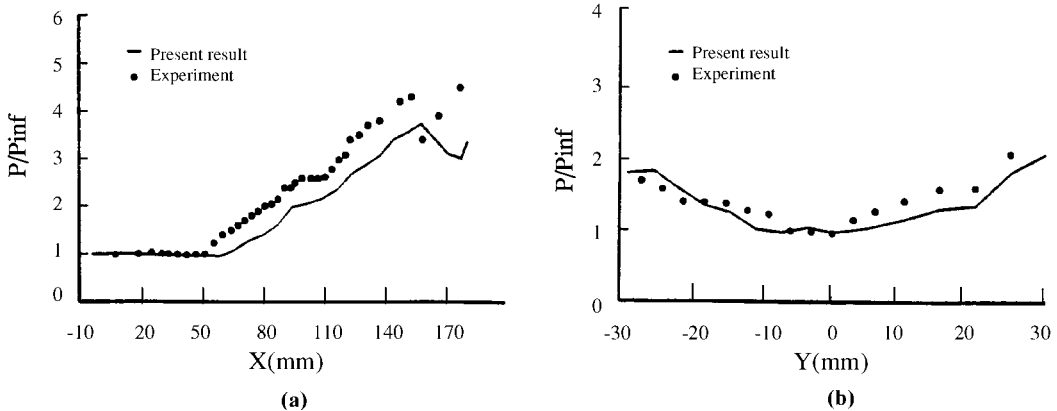 6
5
4
3
2
1
0
P/Pinf
Present result
Experiment
-10 20 50 80 110 140 170
X(mm)
(a)
4
3
2
1
0
P/Pinf
Present result
Experiment
-30 -20 -10 0 10 20 30
Y(mm)
(b)